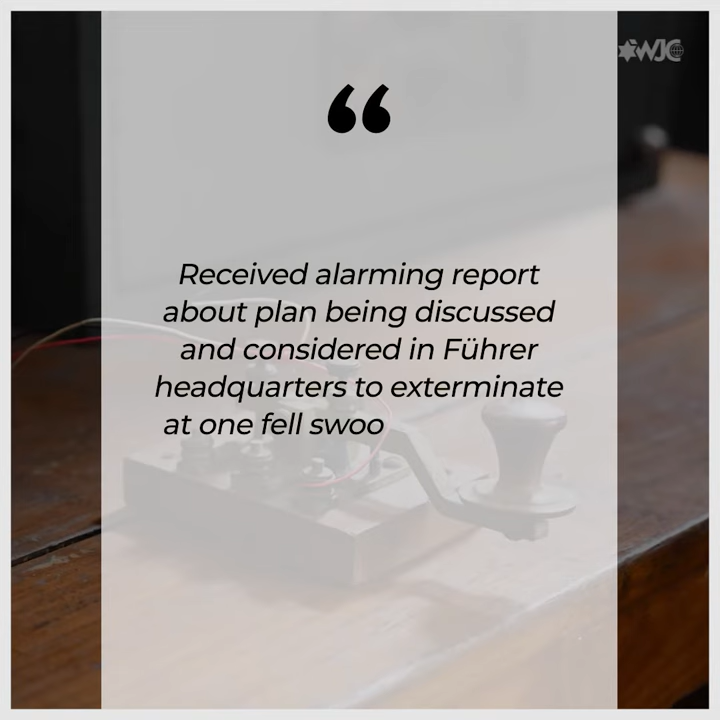 WJC
“
Received alarming report
about plan being discussed
and considered in Führer
headquarters to exterminate
at one fell swoo